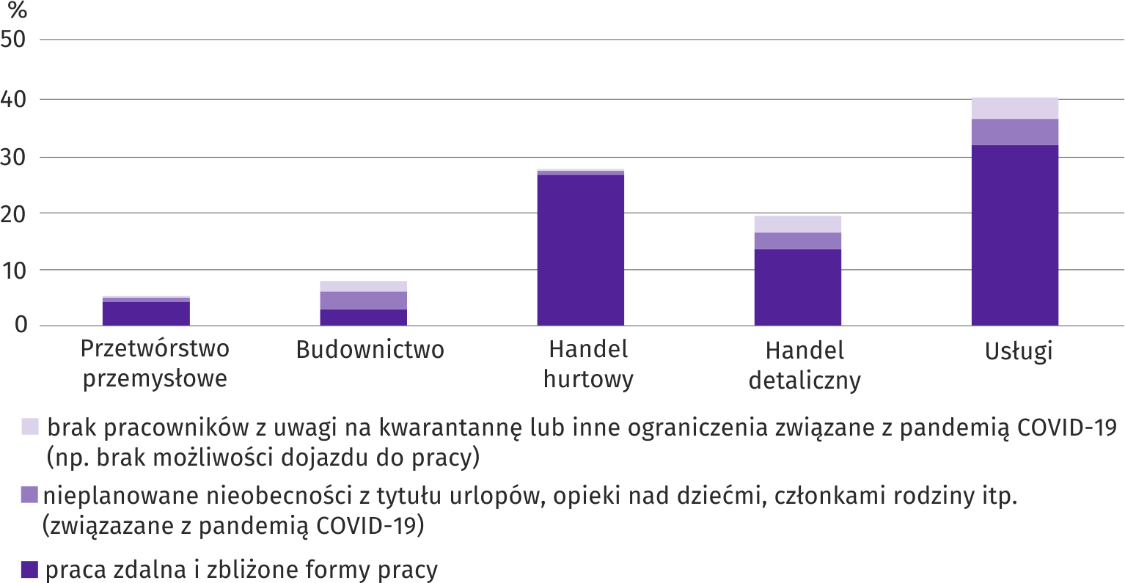 %
50
40
30
20
10
0
Przetwórstwo
przemysłowe
Budownictwo
Handel
hurtowy
Handel
detaliczny
Usługi
brak pracowników z uwagi na kwarantannę lub inne ograniczenia związane z pandemią COVID-19
(np. brak możliwości dojazdu do pracy)
nieplanowane nieobecności z tytułu urlopów, opieki nad dziećmi, członkami rodziny itp.
(związazane z pandemią COVID-19)
praca zdalna i zbliżone formy pracy